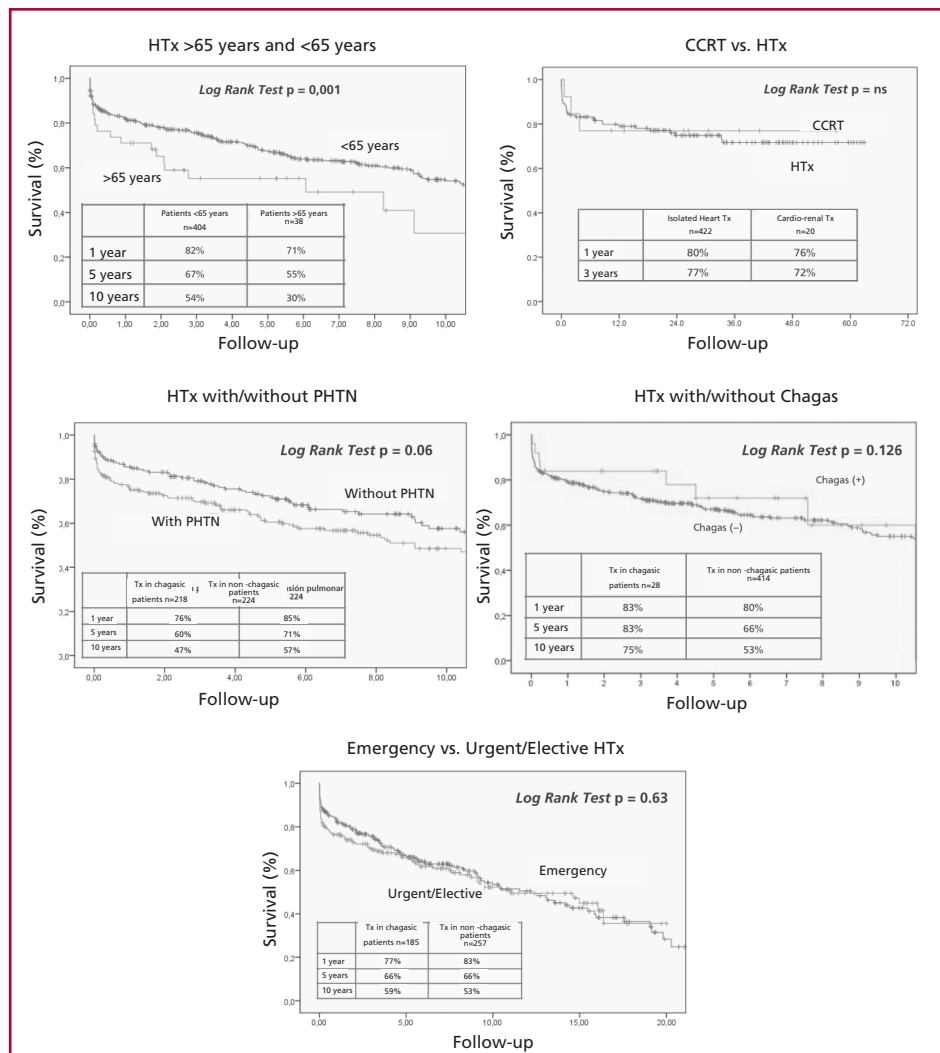 HTx >65 years and <65 years
Log Rank Test p = 0,001
Survival (%)
1,0
0,8
0,6
0,4
0,2
0,0
<65 years
>65 years
Patients <65 years Patients >65 years
n=404 n=38
1 year 82% 71%
5 years 67% 55%
10 years 54% 30%
0,00 1,00 2,00 3,00 4,00 5,00 6,00 7,00 8,00 9,00 10,00
Follow-up
CCRT vs. HTx
Log Rank Test p = ns
Survival (%)
1.0
0.8
0.6
0.4
0.2
0.0
CCRT
HTx
Isolated Heart Tx Cardio-renal Tx
n=422 n=20
1 year 80% 76%
3 years 77% 72%
0.0 12.0 24.0 36.0 48.0 60.0 72.0
Follow-up
HTx with/without PHTN
Log Rank Test p = 0.06
Survival (%)
1,0
0,8
0,6
0,4
0,2
0,0
Without PHTN
With PHTN
Tx in chagasic Tx in non -chagasic
patients n=218 patients
n=224
nsión pulmonar
224
1 year 76% 85%
5 years 60% 71%
10 years 47% 57%
0,00 2,00 4,00 6,00 8,00 10,00
Follow-up
HTx with/without Chagas
Log Rank Test p = 0.126
Survival (%)
1,0
0,8
0,6
0,4
0,2
0,0
Chagas (+)
Chagas (–)
Tx in chagasic Tx in non -chagasic patients
patients n=28 n=414
1 year 83% 80%
5 years 83% 66%
10 years 75% 53%
0 1 2 3 4 5 6 7 8 9 10
Follow-up
Emergency vs. Urgent/Elective HTx
Log Rank Test p = 0.63
Survival (%)
1,0
0,8
0,6
0,4
0,2
0,0
Emergency
Urgent/Elective
Tx in chagasic Tx in non -chagasic
patients n=185 patients
n=257
1 year 77% 83%
5 years 66% 66%
10 years 59% 53%
0,00 5,00 10,00 15,00 20,00
Follow-up